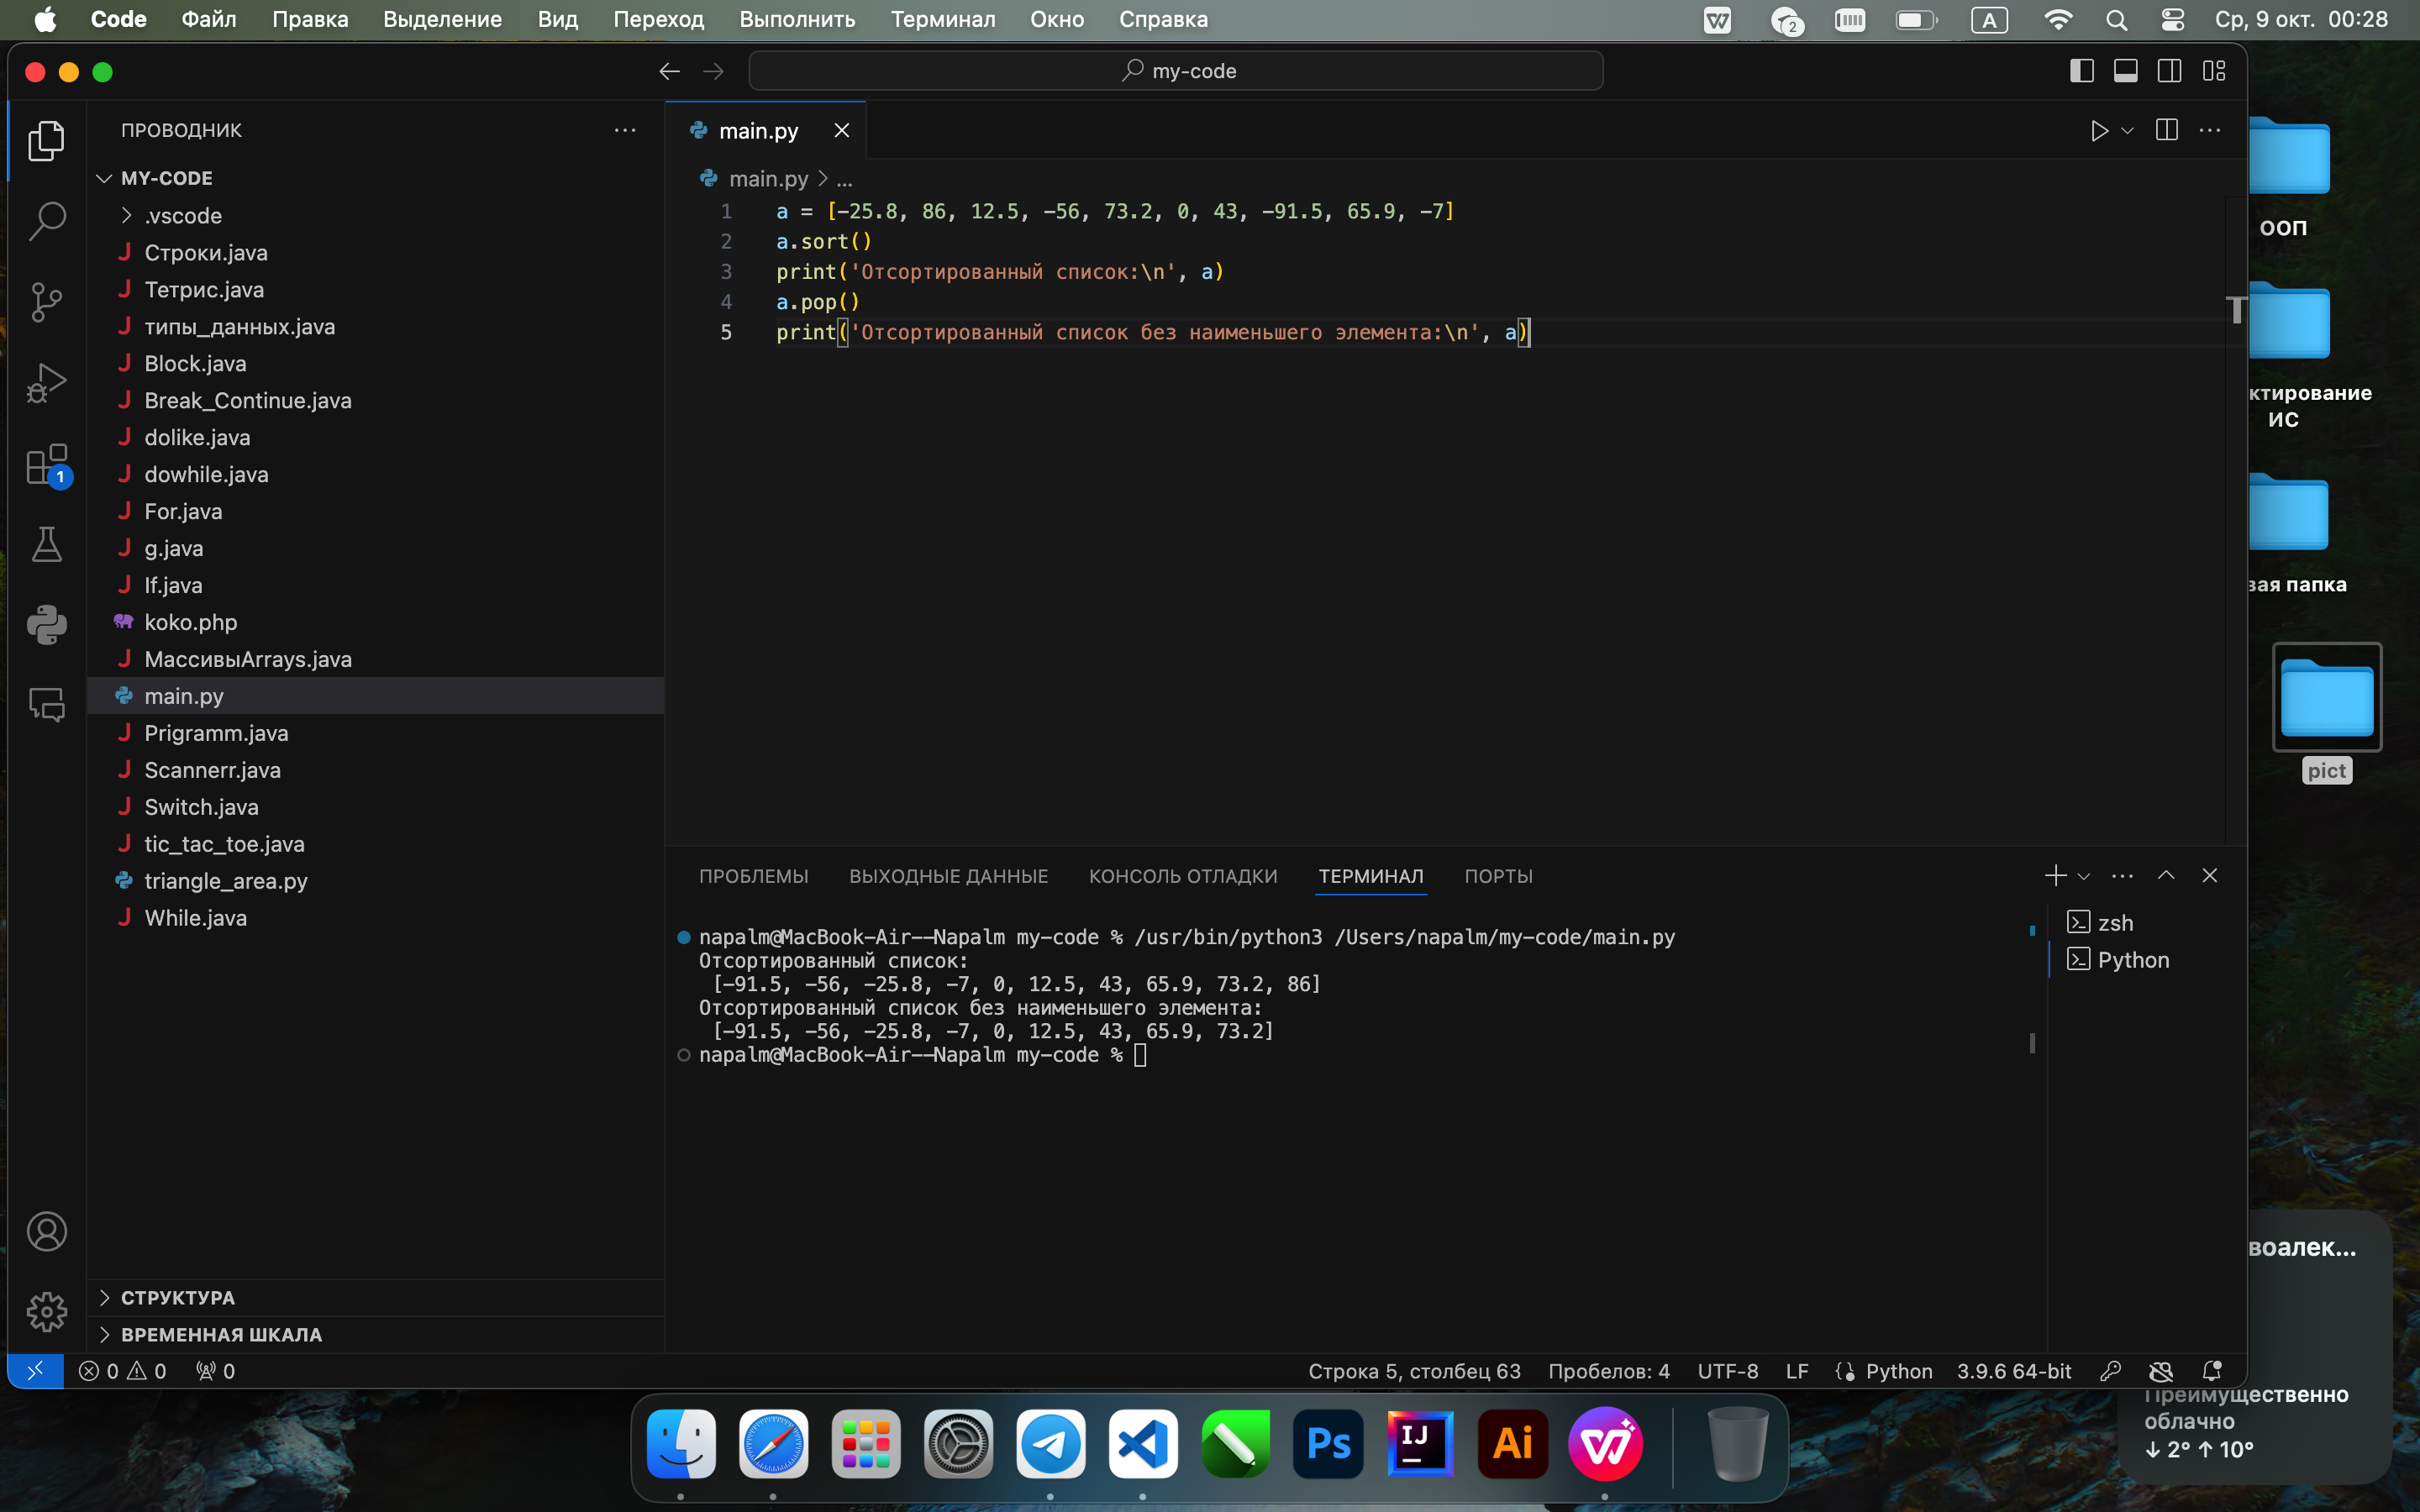 Code Файл Правка Выделение Вид Переход Выполнить Терминал Окно Справка 2 A Ср, 9 окт. 00:28
my-code
ПРОВОДНИК
MY-CODE
.vscode
Строки.java
Тетрис.java
типы_данных.java
Block.java
Break_Continue.java
dolike.java
dowhile.java
For.java
g.java
If.java
koko.php
МассивыArrays.java
main.py
Prigramm.java
Scannerr.java
Switch.java
tic_tac_toe.java
triangle_area.py
While.java
СТРУКТУРА
ВРЕМЕННАЯ ШКАЛА
1
main.py
main.py > ...
1 a = [-25.8, 86, 12.5, -56, 73.2, 0, 43, -91.5, 65.9, -7]
2 a.sort()
3 print('Отсортированный список:\n', a)
4 a.pop()
5 print('Отсортированный список без наименьшего элемента:\n', a)
ПРОБЛЕМЫ ВЫХОДНЫЕ ДАННЫЕ КОНСОЛЬ ОТЛАДКИ ТЕРМИНАЛ ПОРТЫ
napalm@MacBook-Air--Napalm my-code % /usr/bin/python3 /Users/napalm/my-code/main.py
Отсортированный список:
[-91.5, -56, -25.8, -7, 0, 12.5, 43, 65.9, 73.2, 86]
Отсортированный список без наименьшего элемента:
[-91.5, -56, -25.8, -7, 0, 12.5, 43, 65.9, 73.2]
napalm@MacBook-Air--Napalm my-code %
zsh
Python
0 0 0 Строка 5, столбец 63 Пробелов: 4 UTF-8 LF Python 3.9.6 64-bit
ООП
ктирование
ИС
вая папка
pict
воалек...
Преимущественно
облачно
↓ 2° ↑ 10°
Ps IJ Ai